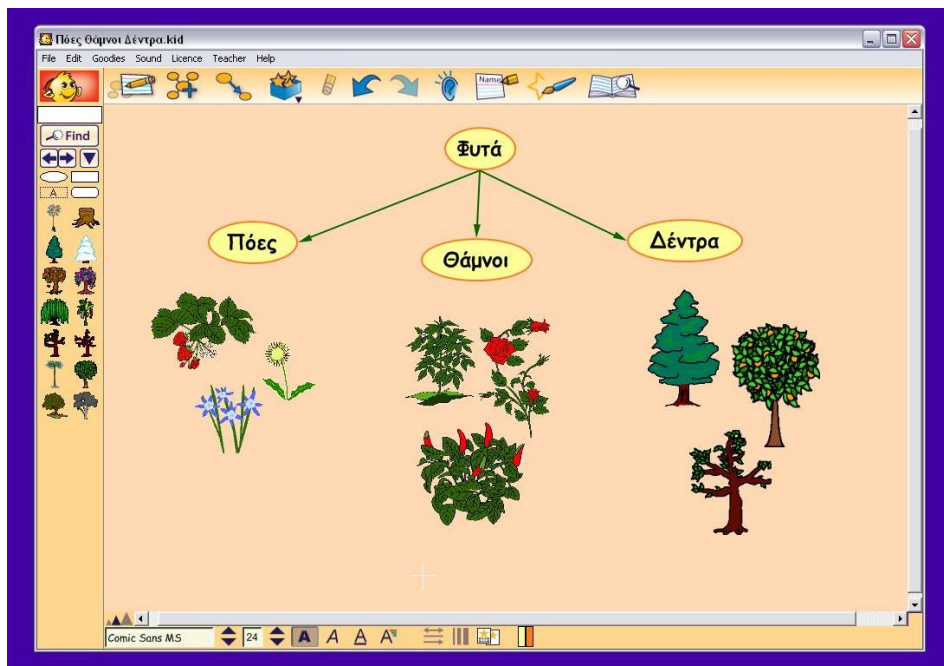 Πόες Θάμνοι Δέντρα.kid
File Edit Goodies Sound Licence Teacher Help
Name
Find
A
Φυτά
Πόες
Θάμνοι
Δέντρα
Comic Sans MS 24 A A A A